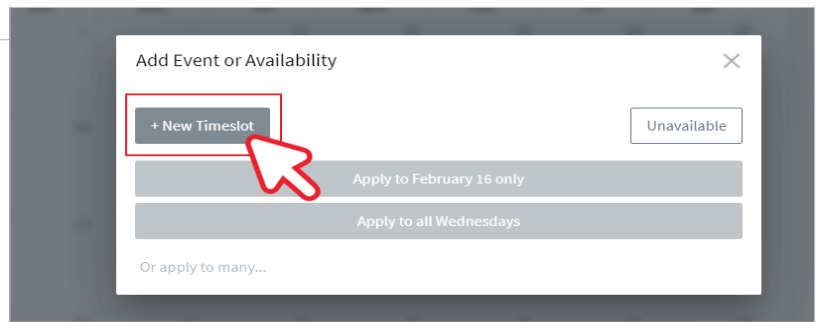 Add Event or Availability
+ New Timeslot
Unavailable
Apply to February 16 only
Apply to all Wednesdays
Or apply to many...